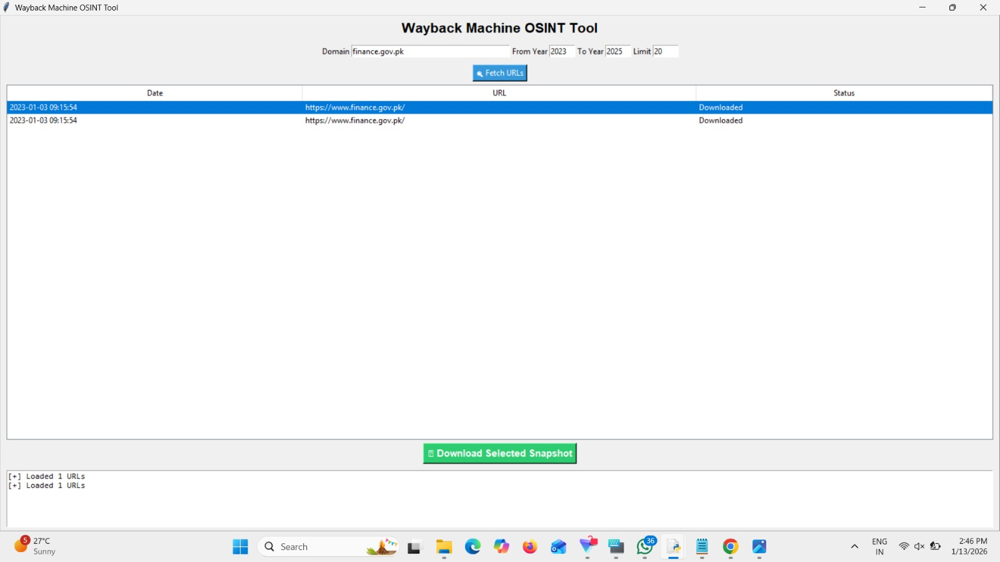 Wayback Machine OSINT Tool
Wayback Machine OSINT Tool
Domain finance.gov.pk From Year 2023 To Year 2025 Limit 20
Fetch URLs
Date URL Status
2023-01-03 09:15:54 https://www.finance.gov.pk/ Downloaded
2023-01-03 09:15:54 https://www.finance.gov.pk/ Downloaded
Download Selected Snapshot
[+] Loaded 1 URLs
[+] Loaded 1 URLs
5
27°C
Sunny
Search
36
ENG
IN
2:46 PM
1/13/2026